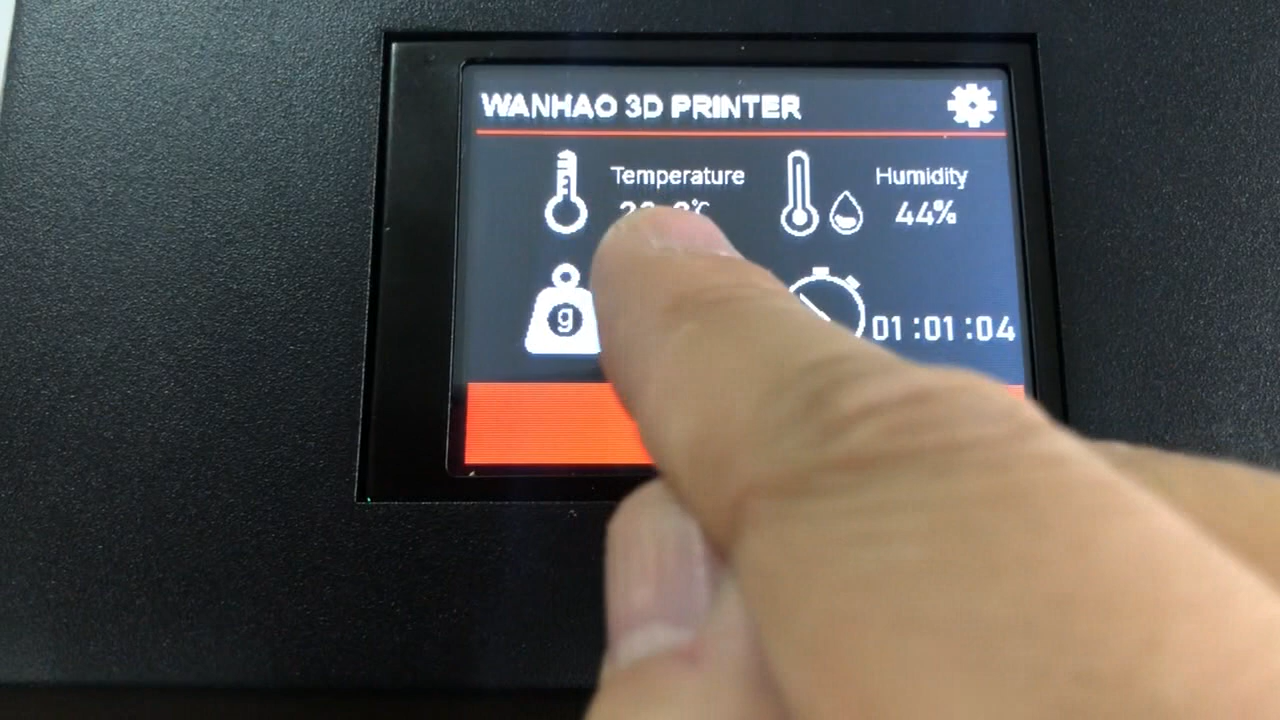 WANHAO 3D PRINTER
Temperature
Humidity
44%
g
01:01:04